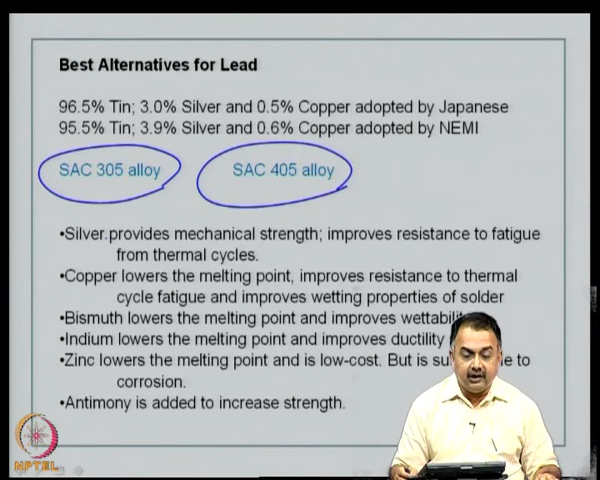 Best Alternatives for Lead
96.5% Tin; 3.0% Silver and 0.5% Copper adopted by Japanese
95.5% Tin; 3.9% Silver and 0.6% Copper adopted by NEMI
SAC 305 alloy SAC 405 alloy
•Silver.provides mechanical strength; improves resistance to fatigue
from thermal cycles.
•Copper lowers the melting point, improves resistance to thermal
cycle fatigue and improves wetting properties of solder
•Bismuth lowers the melting point and improves
•Indium lowers the melting point and improves ductility
•Zinc lowers the melting point and is low-cost. But is to
corrosion.
•Antimony is added to increase strength.
NPTEL